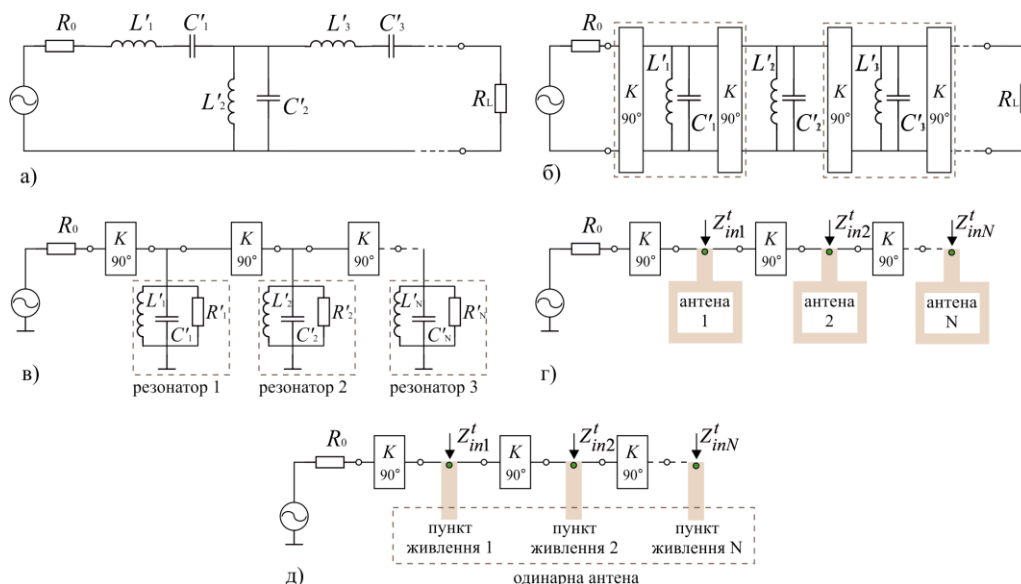 R₀ L'₁ C'₁ L'₃ C'₃
L'₂ C'₂ R_L
а)
R₀ K 90° L'₁ C'₁ K 90° L'₂ C'₂ K 90° L'₃ C'₃ K 90° R_L
б)
R₀ K 90° K 90° K 90°
L'₁ C'₁ R'₁ L'₂ C'₂ R'₂ L'_N C'_N R'_N
резонатор 1 резонатор 2 резонатор 3
в)
R₀ K 90° Z^t_in1 K 90° Z^t_in2 K 90° Z^t_inN
антена 1 антена 2 антена N
г)
R₀ K 90° Z^t_in1 K 90° Z^t_in2 K 90° Z^t_inN
пункт пункт пункт
живлення 1 живлення 2 живлення N
одинарна антена
д)